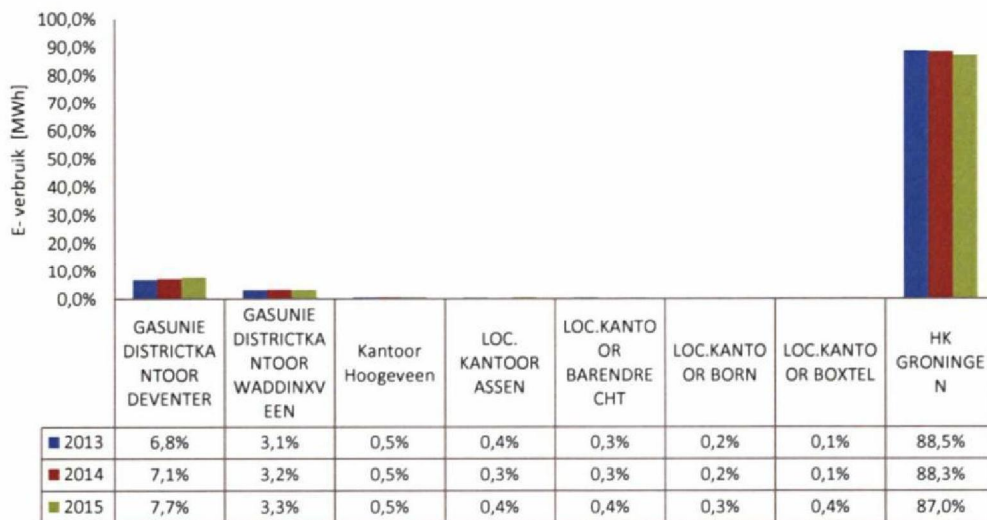 100,0%
90,0%
80,0%
70,0%
60,0%
50,0%
40,0%
30,0%
20,0%
10,0%
0,0%
E- verbruik [MWh]
GASUNIE
DISTRICTKA
NTOOR
DEVENTER
GASUNIE
DISTRICTKA
NTOOR
WADDINXV
EEN
Kantoor
Hoogeveen
LOC.
KANTOOR
ASSEN
LOC.KANTO
OR
BARENDRE
CHT
LOC.KANTO
OR BORN
LOC.KANTO
OR BOXTEL
HK
GRONINGE
N
2013 6,8% 3,1% 0,5% 0,4% 0,3% 0,2% 0,1% 88,5%
2014 7,1% 3,2% 0,5% 0,3% 0,3% 0,2% 0,1% 88,3%
2015 7,7% 3,3% 0,5% 0,4% 0,4% 0,3% 0,4% 87,0%